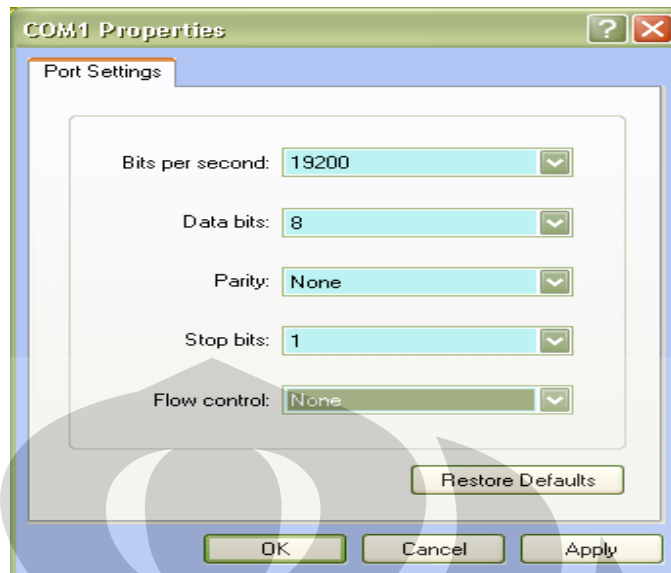 COM1 Properties
Port Settings
Bits per second: 19200
Data bits: 8
Parity: None
Stop bits: 1
Flow control: None
Restore Defaults
OK Cancel Apply